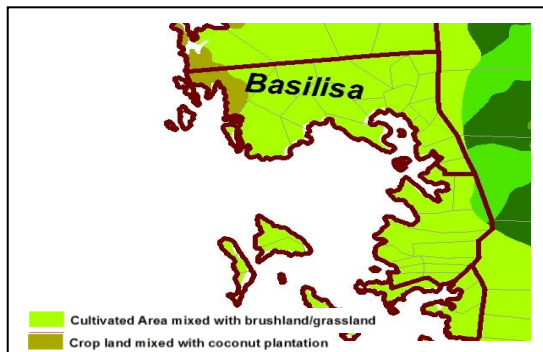 Basilisa
Cultivated Area mixed with brushland/grassland
Crop land mixed with coconut plantation